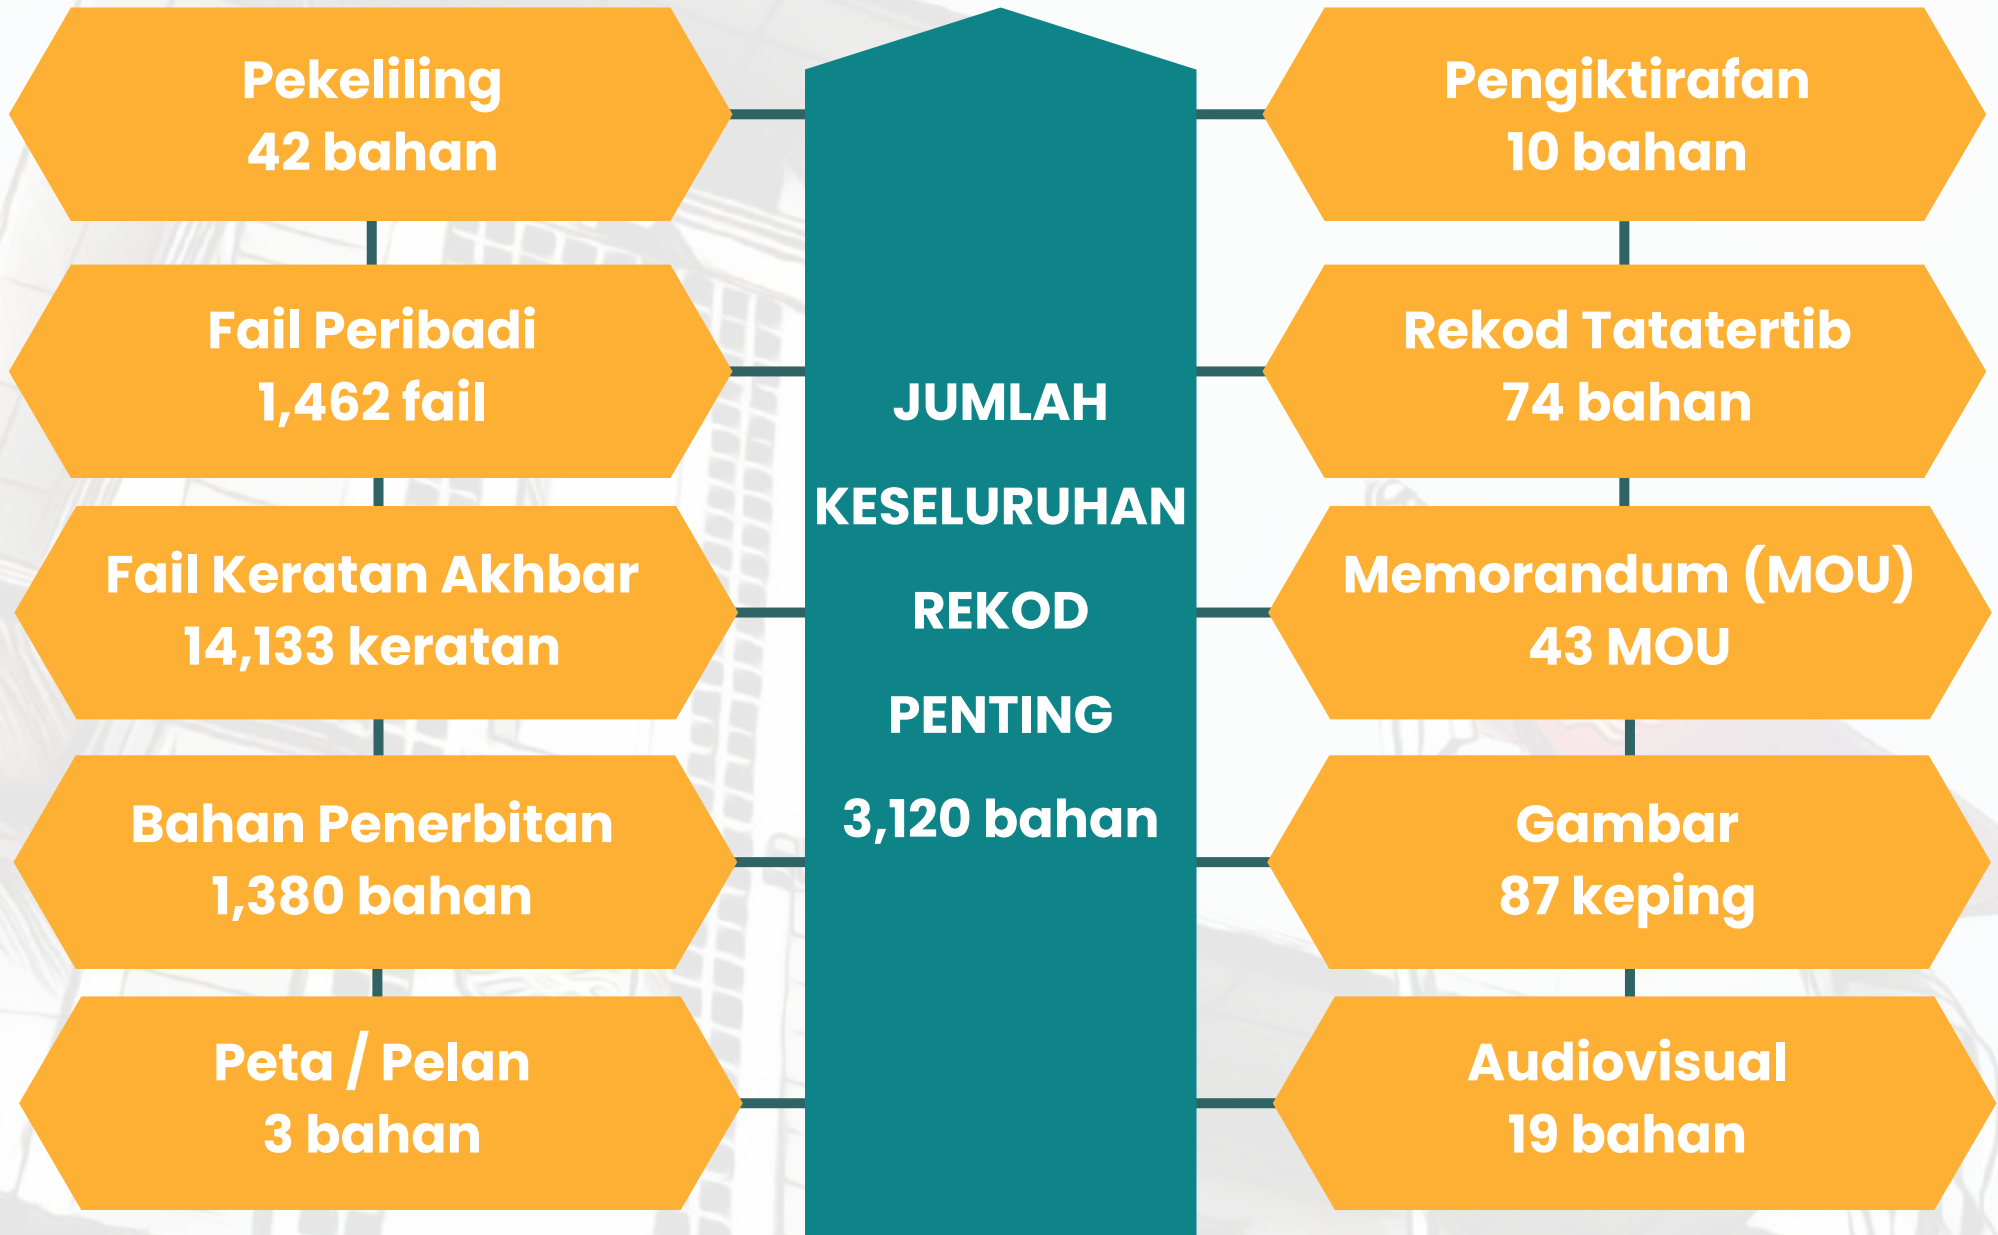 Pekeliling
42 bahan
Fail Peribadi
1,462 fail
Fail Keratan Akhbar
14,133 keratan
Bahan Penerbitan
1,380 bahan
Peta / Pelan
3 bahan
JUMLAH
KESELURUHAN
REKOD
PENTING
3,120 bahan
Pengiktirafan
10 bahan
Rekod Tatatertib
74 bahan
Memorandum (MOU)
43 MOU
Gambar
87 keping
Audiovisual
19 bahan